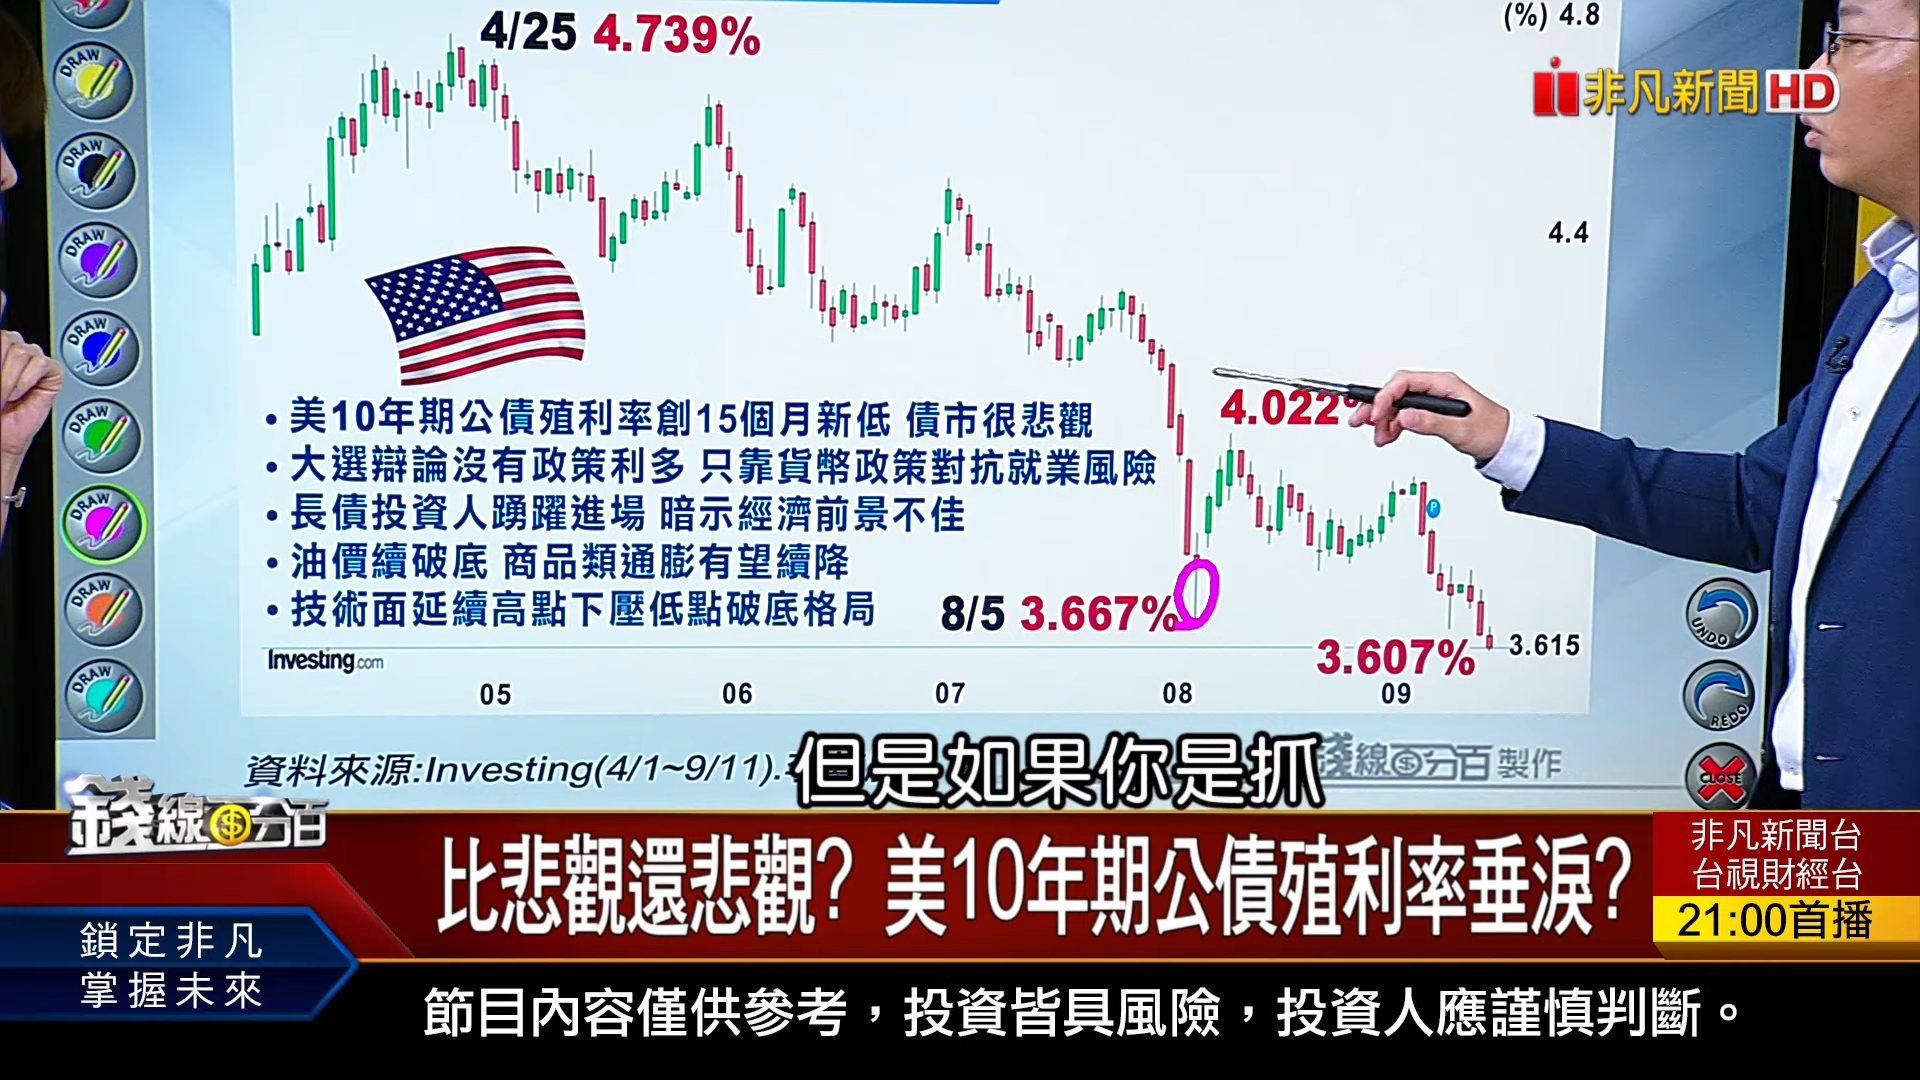 4/25 4.739%
(%) 4.8
非凡新聞HD
DRAW
DRAW
DRAW
DRAW
DRAW
DRAW
DRAW
DRAW
4.4
4.022%
•美10年期公債殖利率創15個月新低 債市很悲觀
•大選辯論沒有政策利多 只靠貨幣政策對抗就業風險
•長債投資人踴躍進場 暗示經濟前景不佳
•油價續破底 商品類通膨有望續降
•技術面延續高點下壓低點破底格局
8/5 3.667%
P
UNDO
3.607%
3.615
Investing.com
05 06 07 08 09
REDO
資料來源:Investing(4/1~9/11).
錢線百分百 製作
CLOSE
但是如果你是抓
錢線百分百
比悲觀還悲觀? 美10年期公債殖利率垂淚?
非凡新聞台
台視財經台
21:00首播
鎖定非凡
掌握未來
節目內容僅供參考，投資皆具風險，投資人應謹慎判斷。